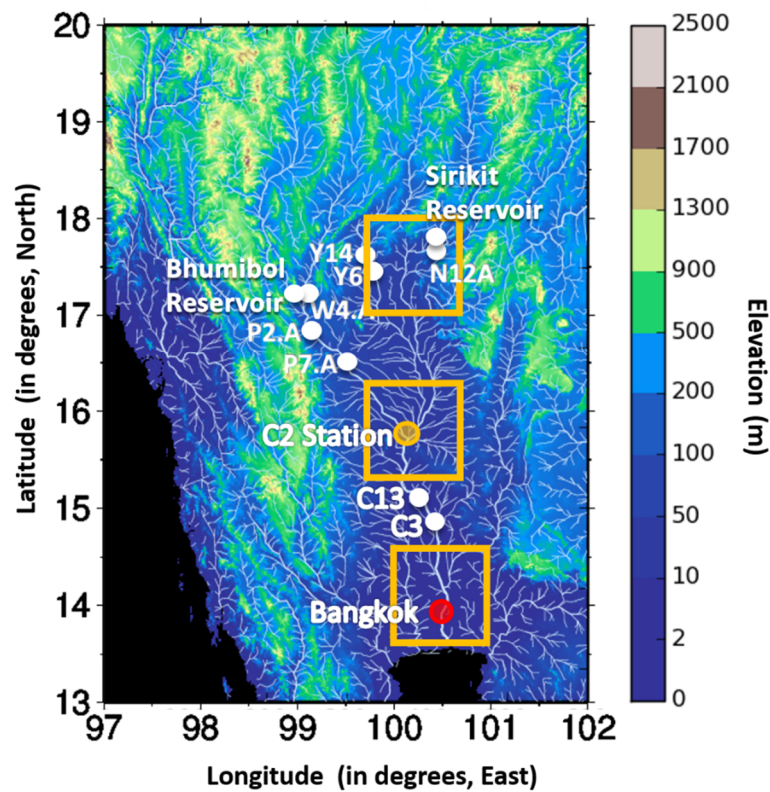 20
19
18
17
16
15
14
13
97
98
99
100
101
102
Latitude (in degrees, North)
Longitude (in degrees, East)
Sirikit
Reservoir
Y14
Y6
N12A
Bhumibol
Reservoir
W4.A
P2.A
P7.A
C2 Station
C13
C3
Bangkok
2500
2100
1700
1300
900
500
200
100
50
10
2
0
Elevation (m)